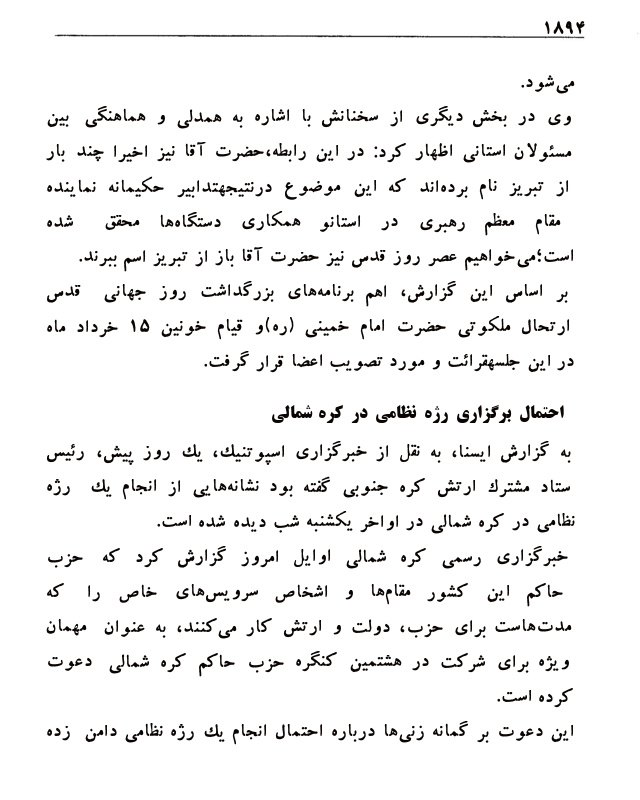 ۱۸۹۴
می‌شود.
وی در بخش دیگری از سخنانش با اشاره به همدلی و هماهنگی بین
مسئولان استانی اظهار کرد: در این رابطه،حضرت آقا نیز اخیرا چند بار
از تبریز نام برده‌اند که این موضوع درنتیجهتدابیر حکیمانه نماینده
مقام معظم رهبری در استانو همکاری دستگاه‌ها محقق شده
است؛می‌خواهیم عصر روز قدس نیز حضرت آقا باز از تبریز اسم ببرند.
بر اساس این گزارش، اهم برنامه‌های بزرگداشت روز جهانی قدس
ارتحال ملکوتی حضرت امام خمینی (ره)و قیام خونین ۱۵ خرداد ماه
در این جلسهقرائت و مورد تصویب اعضا قرار گرفت.
احتمال برگزاری رژه نظامی در کره شمالی
به گزارش ایسنا، به نقل از خبرگزاری اسپوتنیک، یک روز پیش، رئیس
ستاد مشترک ارتش کره جنوبی گفته بود نشانه‌هایی از انجام یک رژه
نظامی در کره شمالی در اواخر یکشنبه شب دیده شده است.
خبرگزاری رسمی کره شمالی اوایل امروز گزارش کرد که حزب
حاکم این کشور مقام‌ها و اشخاص سرویس‌های خاص را که
مدت‌هاست برای حزب، دولت و ارتش کار می‌کنند، به عنوان مهمان
ویژه برای شرکت در هشتمین کنگره حزب حاکم کره شمالی دعوت
کرده است.
این دعوت بر گمانه زنی‌ها درباره احتمال انجام یک رژه نظامی دامن زده